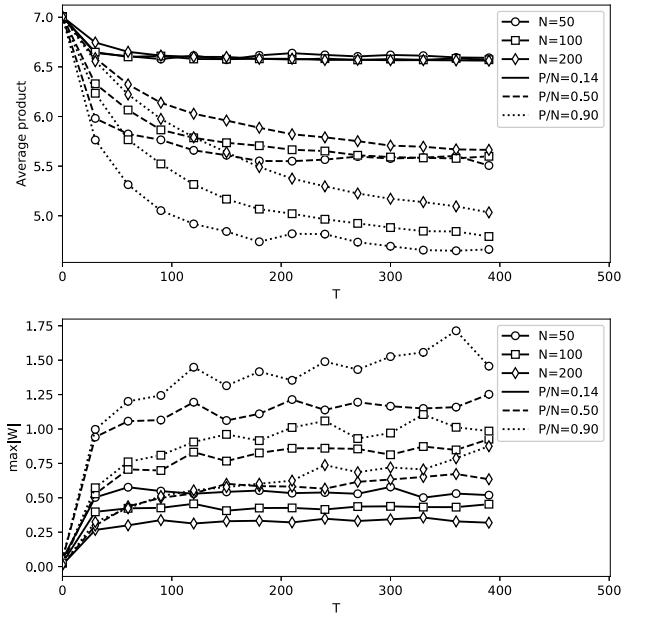 7.0
6.5
6.0
5.5
5.0
Average product
0 100 200 300 400 500
T
N=50
N=100
N=200
P/N=0.14
P/N=0.50
P/N=0.90
1.75
1.50
1.25
1.00
0.75
0.50
0.25
0.00
max|W|
0 100 200 300 400 500
T
N=50
N=100
N=200
P/N=0.14
P/N=0.50
P/N=0.90